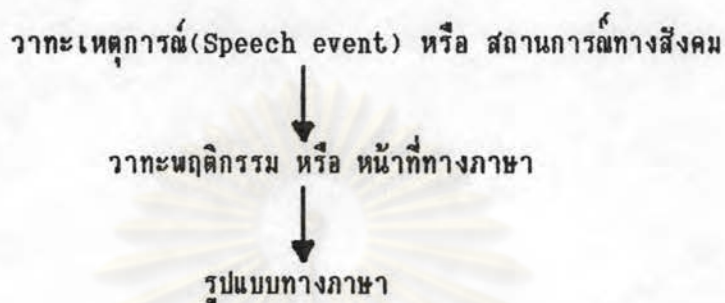 วาทะเหตุการณ์(Speech event) หรือ สถานการณ์ทางสังคม
วาทะพฤติกรรม หรือ หน้าที่ทางภาษา
รูปแบบทางภาษา